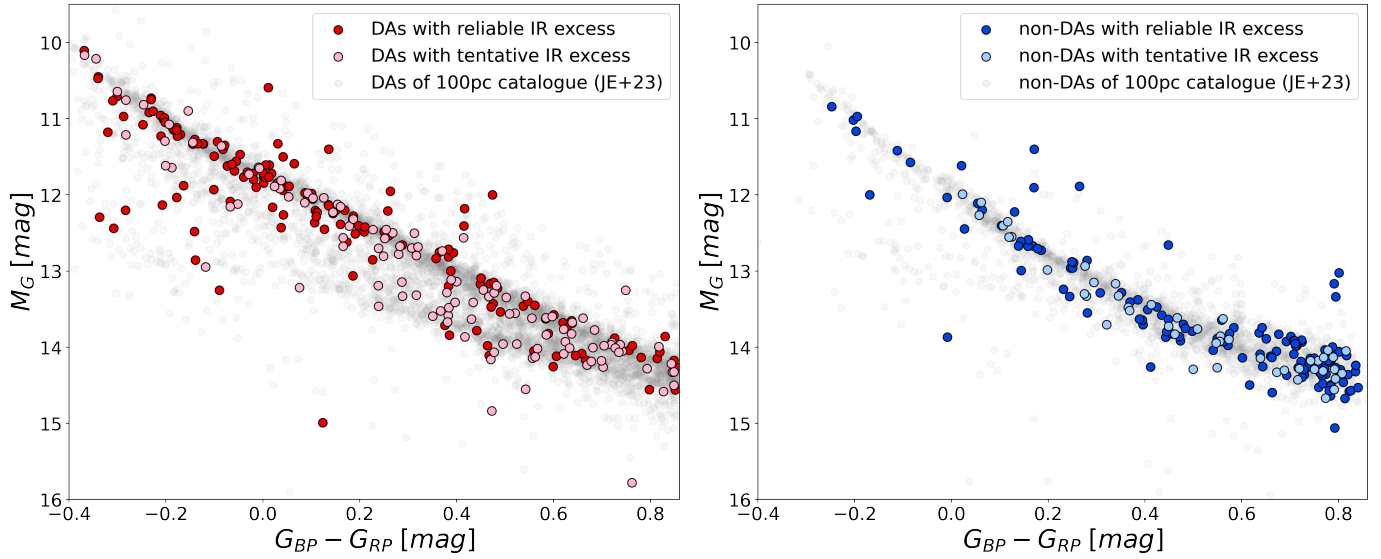 DAs with reliable IR excess
DAs with tentative IR excess
DAs of 100pc catalogue (JE+23)
10
11
12
13
14
15
16
M_G [mag]
−0.4 −0.2 0.0 0.2 0.4 0.6 0.8
G_BP − G_RP [mag]
non-DAs with reliable IR excess
non-DAs with tentative IR excess
non-DAs of 100pc catalogue (JE+23)
10
11
12
13
14
15
16
M_G [mag]
−0.4 −0.2 0.0 0.2 0.4 0.6 0.8
G_BP − G_RP [mag]